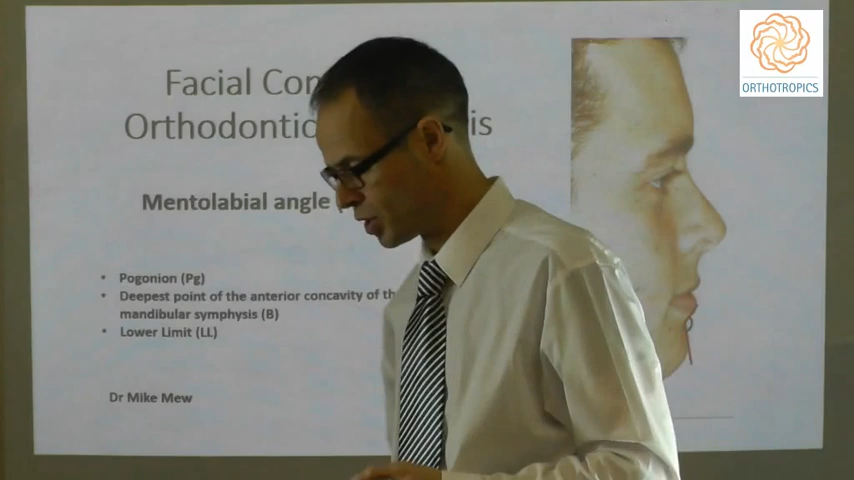 Facial Con
Orthodontic is
Mentolabial angle
• Pogonion (Pg)
• Deepest point of the anterior concavity of th
mandibular symphysis (B)
• Lower Limit (LL)
Dr Mike Mew
ORTHOTROPICS